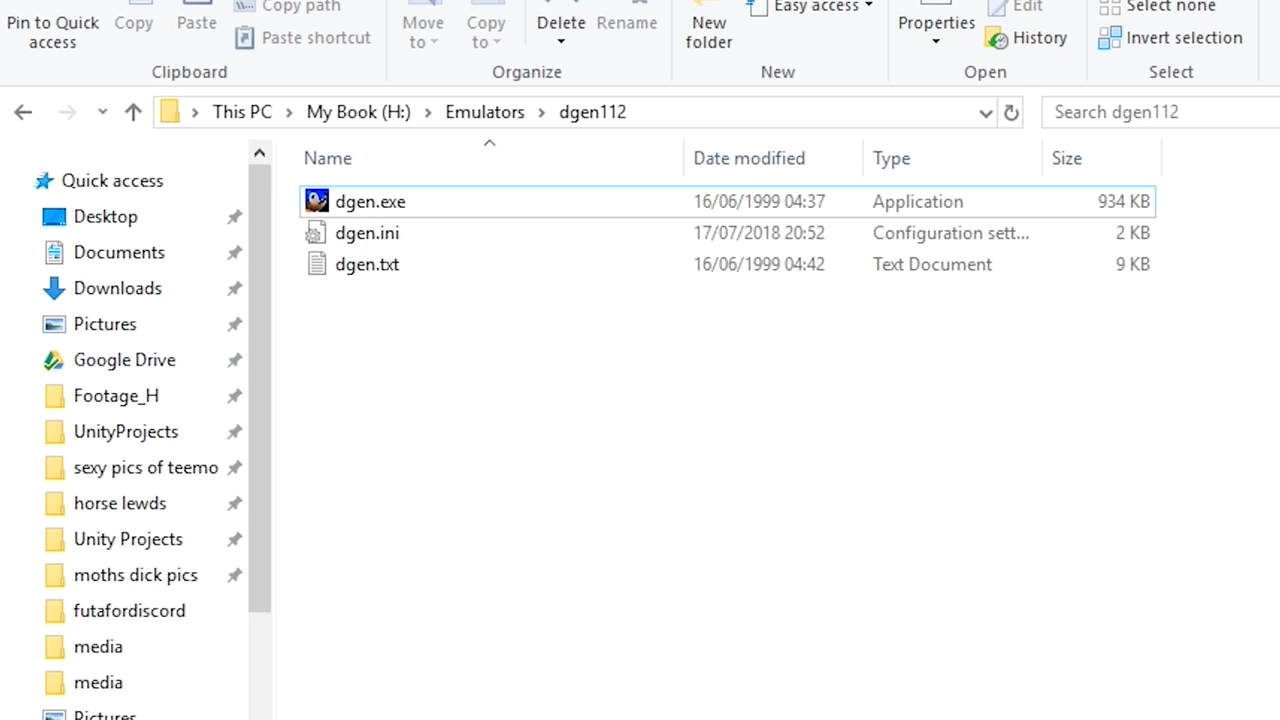 Copy path
Easy access
Edit
Select none
Pin to Quick access
Copy
Paste
Paste shortcut
Move to
Copy to
Delete
Rename
New folder
Properties
History
Invert selection
Clipboard
Organize
New
Open
Select
This PC
My Book (H:)
Emulators
dgen112
Search dgen112
Name
Date modified
Type
Size
dgen.exe
16/06/1999 04:37
Application
934 KB
dgen.ini
17/07/2018 20:52
Configuration sett...
2 KB
dgen.txt
16/06/1999 04:42
Text Document
9 KB
Quick access
Desktop
Documents
Downloads
Pictures
Google Drive
Footage_H
UnityProjects
sexy pics of teemo
horse lewds
Unity Projects
moths dick pics
futafordiscord
media
media
Pictures